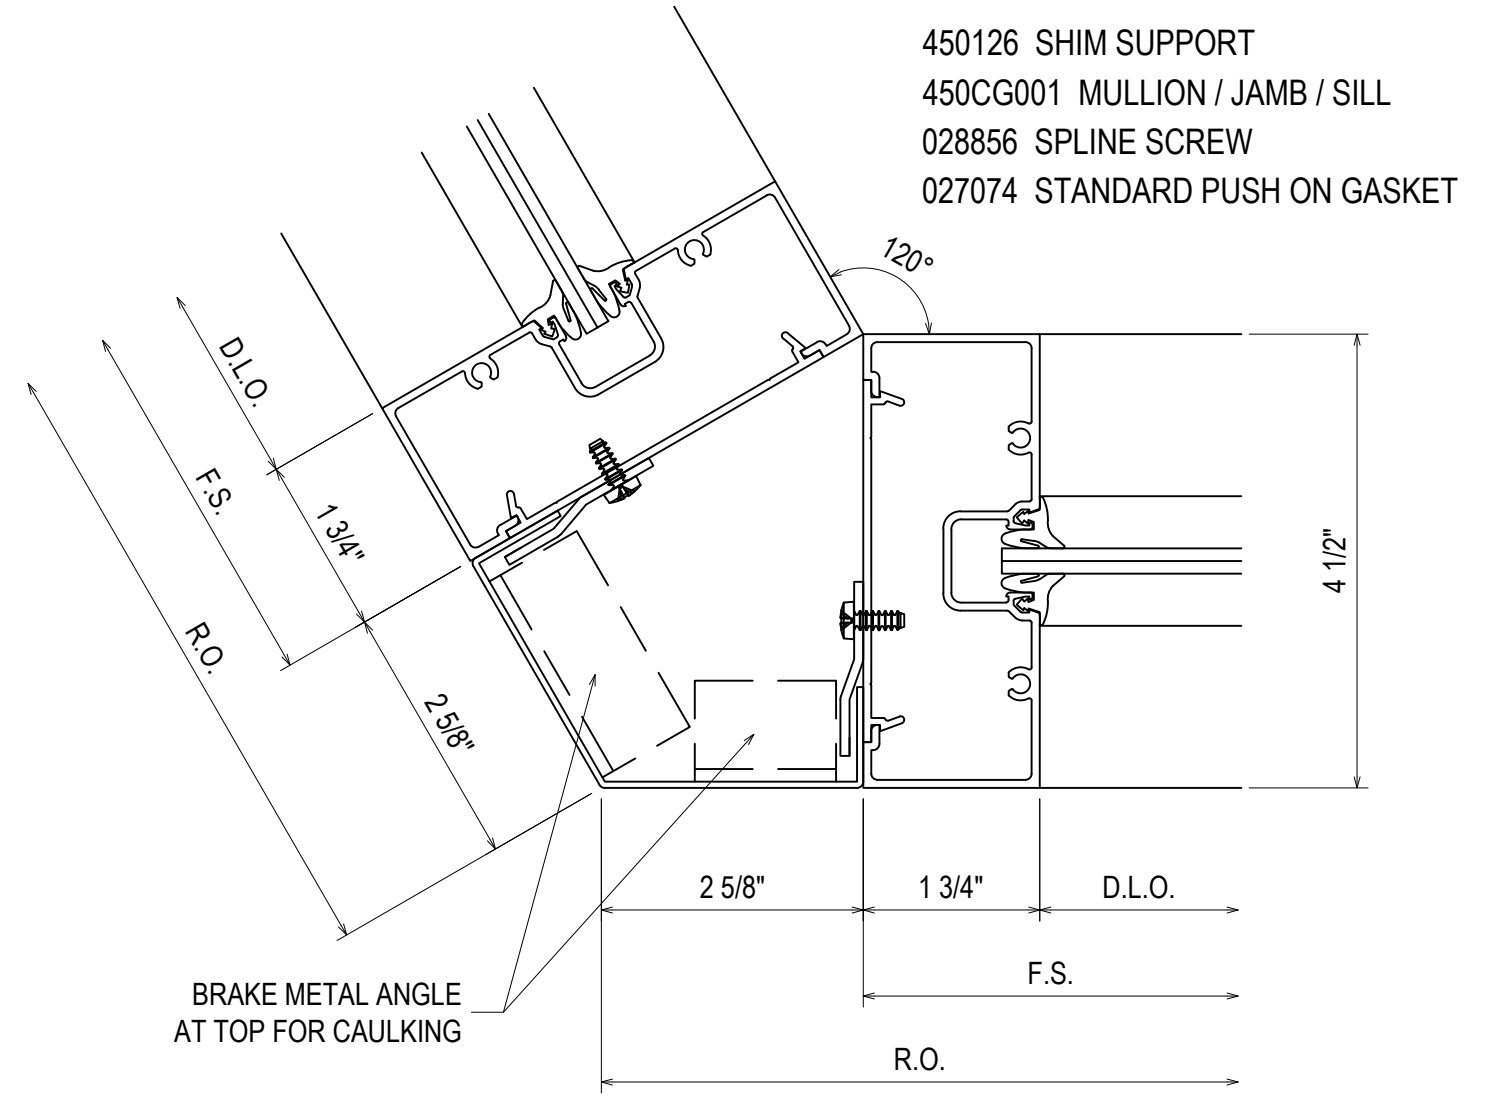 450126 SHIM SUPPORT
450CG001 MULLION / JAMB / SILL
028856 SPLINE SCREW
027074 STANDARD PUSH ON GASKET
120°
D.L.O.
F.S.
1 3/4"
R.O.
2 5/8"
4 1/2"
2 5/8"
1 3/4"
D.L.O.
F.S.
BRAKE METAL ANGLE
AT TOP FOR CAULKING
R.O.